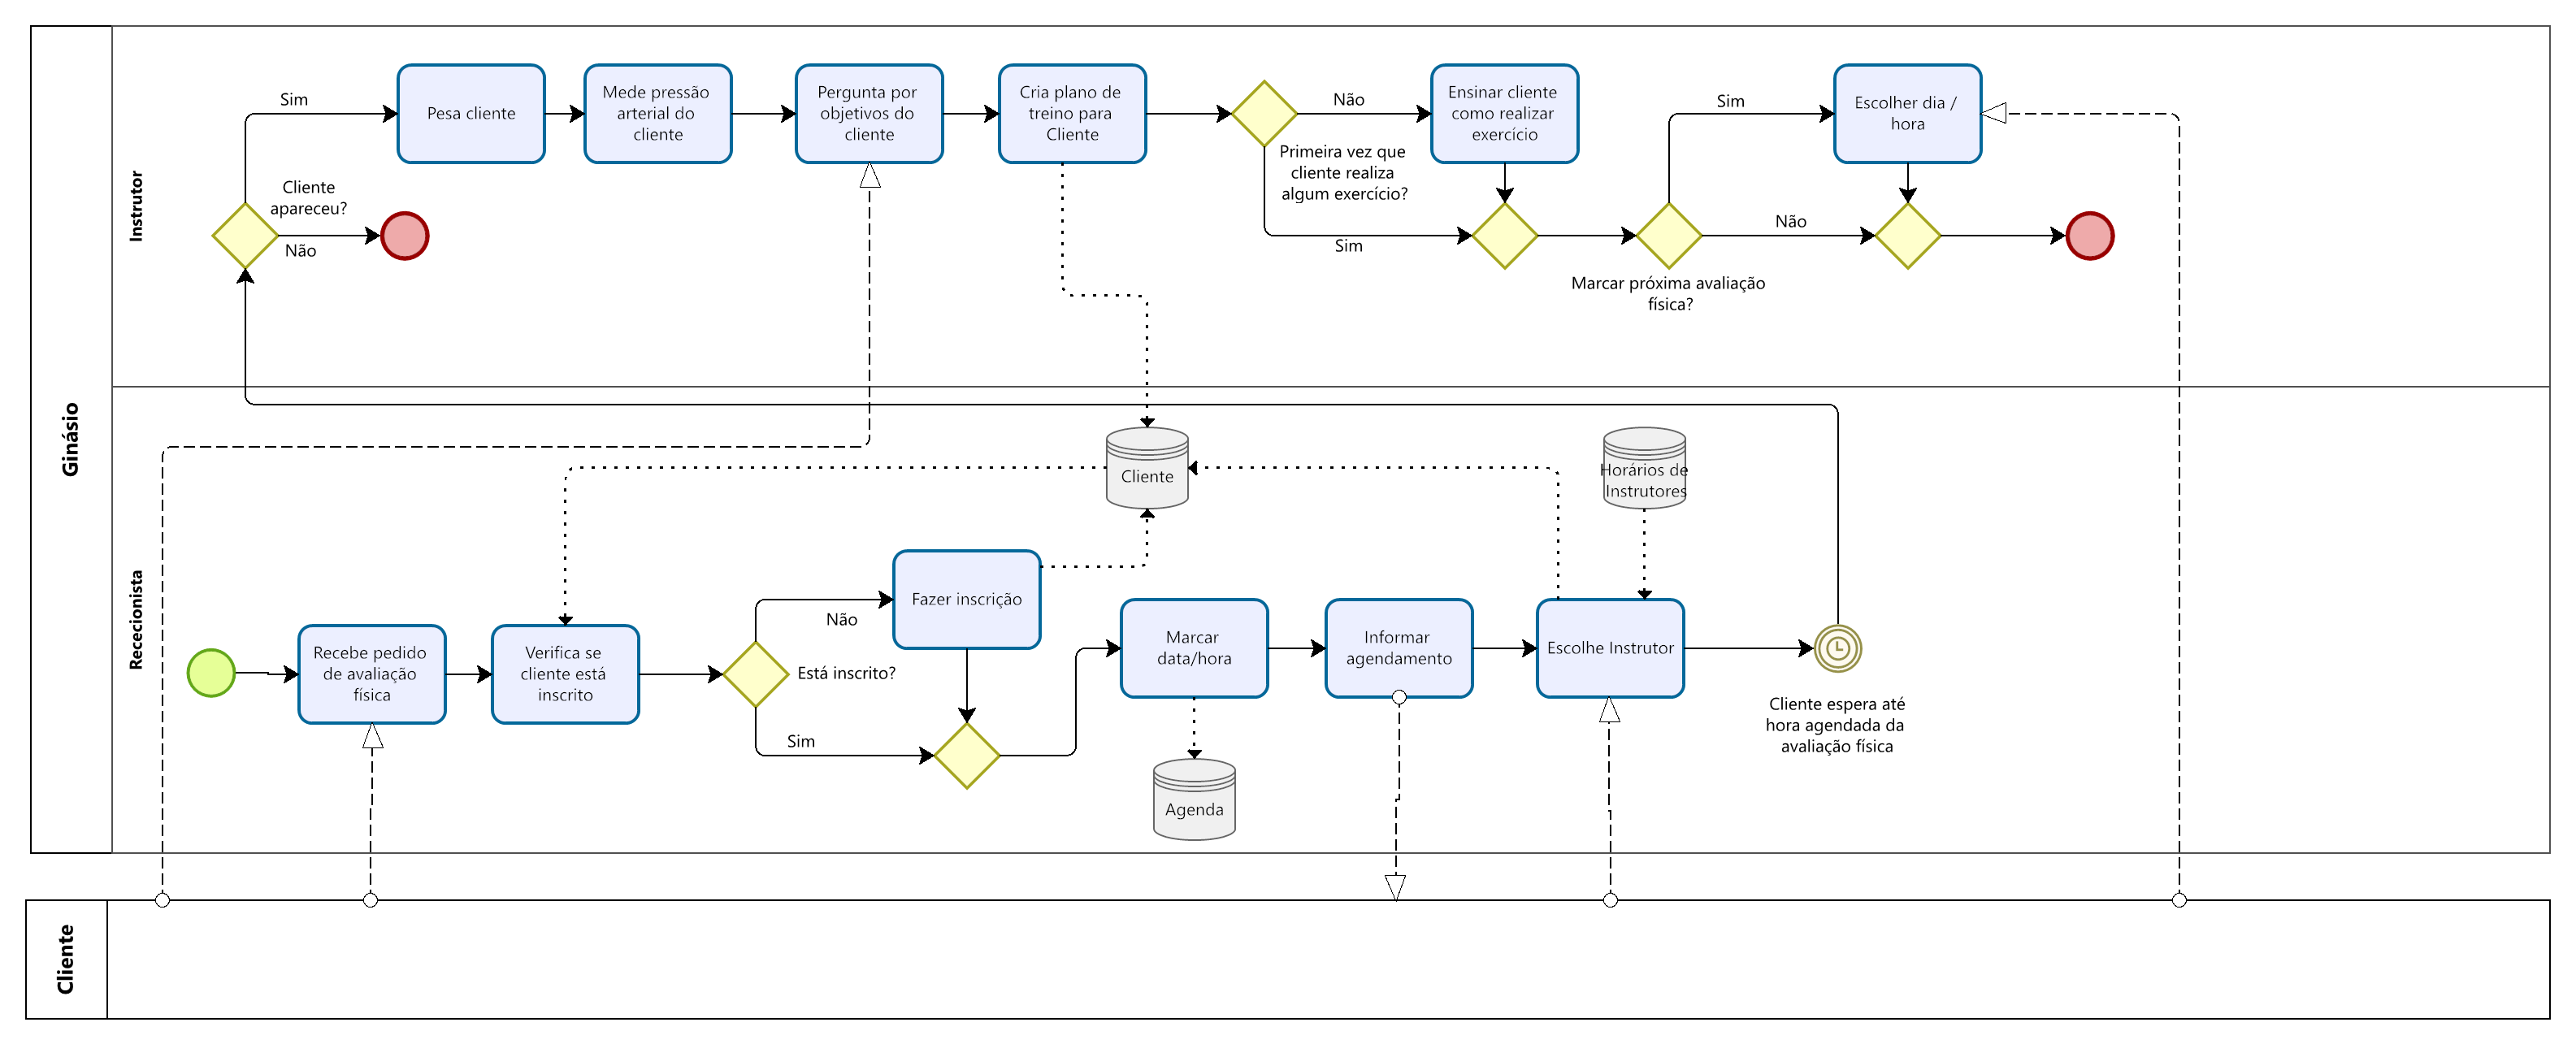 Ginásio
Instrutor
Sim
Pesa cliente
Mede pressão
arterial do
cliente
Pergunta por
objetivos do
cliente
Cria plano de
treino para
Cliente
Não
Ensinar cliente
como realizar
exercício
Sim
Escolher dia /
hora
Primeira vez que
cliente realiza
algum exercício?
Cliente
apareceu?
Não
Sim
Não
Marcar próxima avaliação
física?
Rececionista
Cliente
Horários de
Instrutores
Recebe pedido
de avaliação
física
Verifica se
cliente está
inscrito
Não
Fazer inscrição
Está inscrito?
Sim
Marcar
data/hora
Informar
agendamento
Escolhe Instrutor
Cliente espera até
hora agendada da
avaliação física
Agenda
Cliente